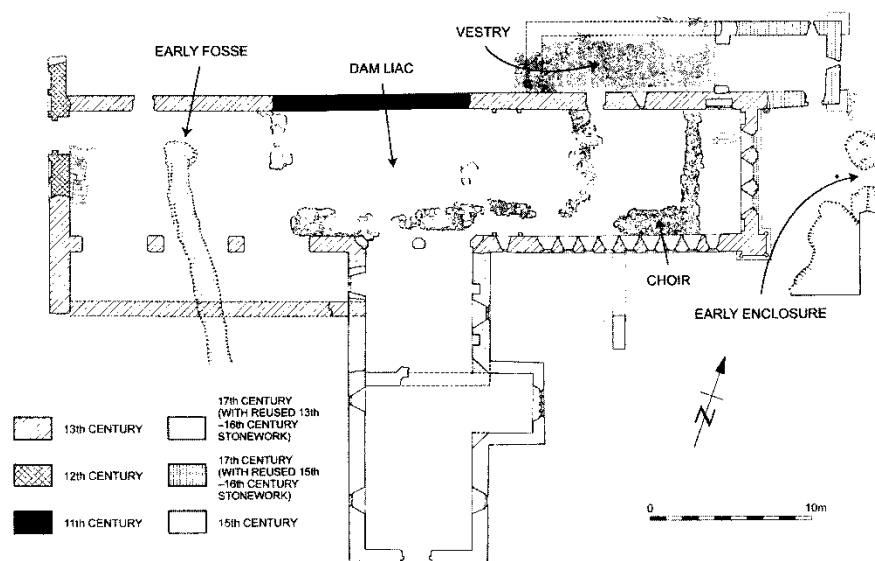 VESTRY
EARLY FOSSE
DAM LIAC
CHOIR
EARLY ENCLOSURE
13th CENTURY
12th CENTURY
11th CENTURY
17th CENTURY
(WITH REUSED 13th
–16th CENTURY
STONEWORK)
17th CENTURY
(WITH REUSED 15th
–16th CENTURY
STONEWORK)
15th CENTURY
N
0
10m